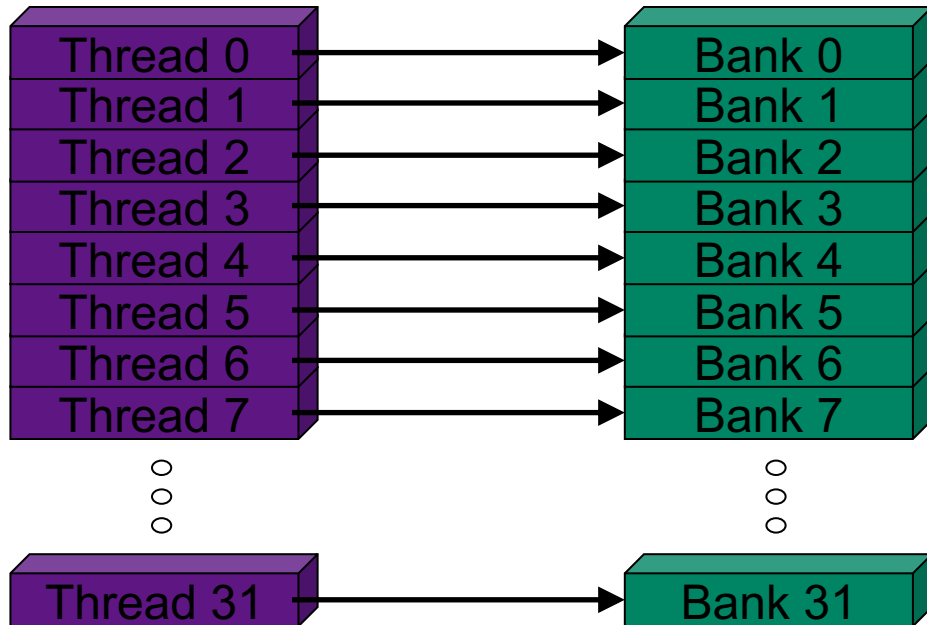 Thread 0 Bank 0
Thread 1 Bank 1
Thread 2 Bank 2
Thread 3 Bank 3
Thread 4 Bank 4
Thread 5 Bank 5
Thread 6 Bank 6
Thread 7 Bank 7
Thread 31 Bank 31